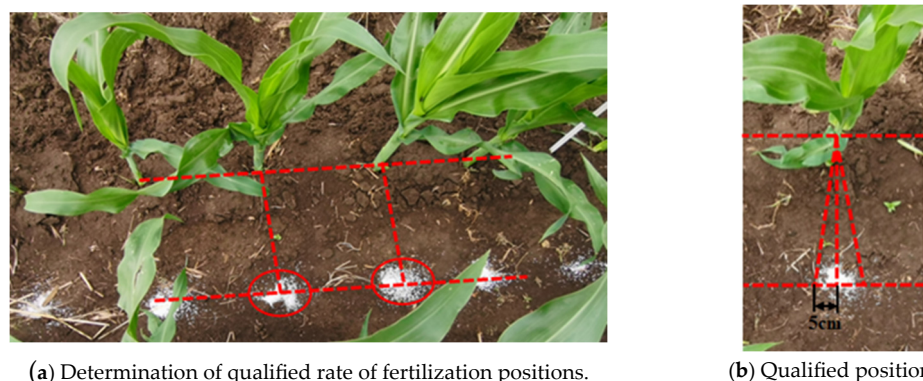 5cm
(a) Determination of qualified rate of fertilization positions.
(b) Qualified position